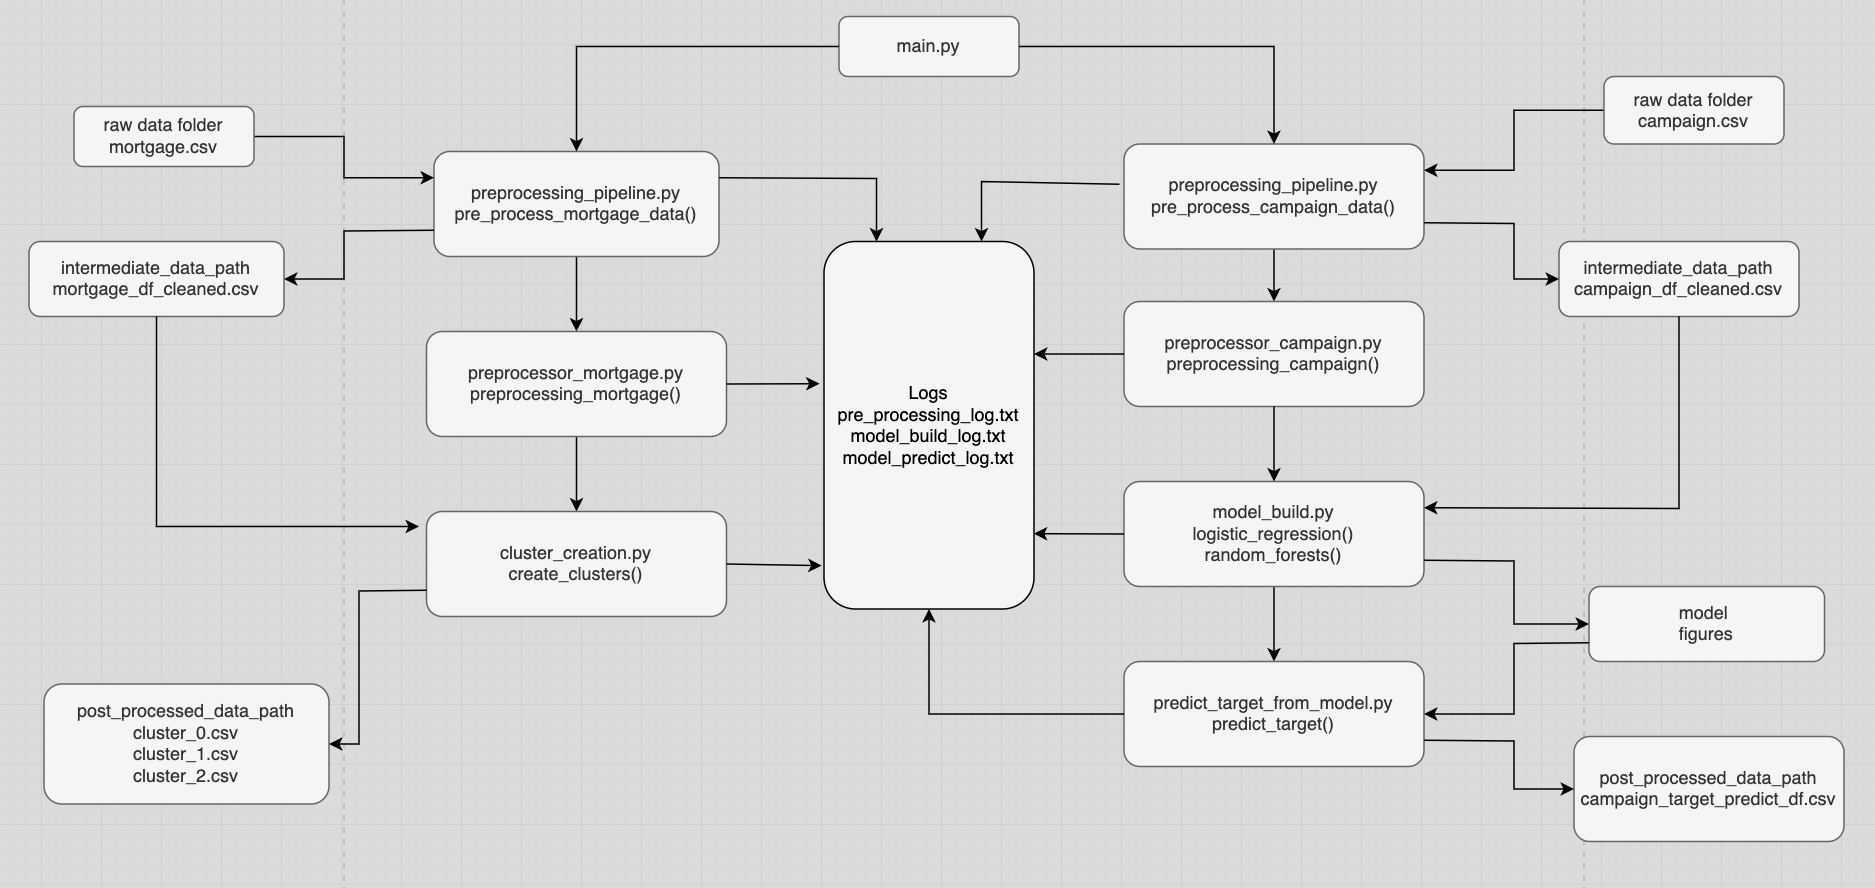 main.py
raw data folder
mortgage.csv
raw data folder
campaign.csv
preprocessing_pipeline.py
pre_process_mortgage_data()
preprocessing_pipeline.py
pre_process_campaign_data()
intermediate_data_path
mortgage_df_cleaned.csv
intermediate_data_path
campaign_df_cleaned.csv
preprocessor_mortgage.py
preprocessing_mortgage()
Logs
pre_processing_log.txt
model_build_log.txt
model_predict_log.txt
preprocessor_campaign.py
preprocessing_campaign()
cluster_creation.py
create_clusters()
model_build.py
logistic_regression()
random_forests()
model
figures
post_processed_data_path
cluster_0.csv
cluster_1.csv
cluster_2.csv
predict_target_from_model.py
predict_target()
post_processed_data_path
campaign_target_predict_df.csv